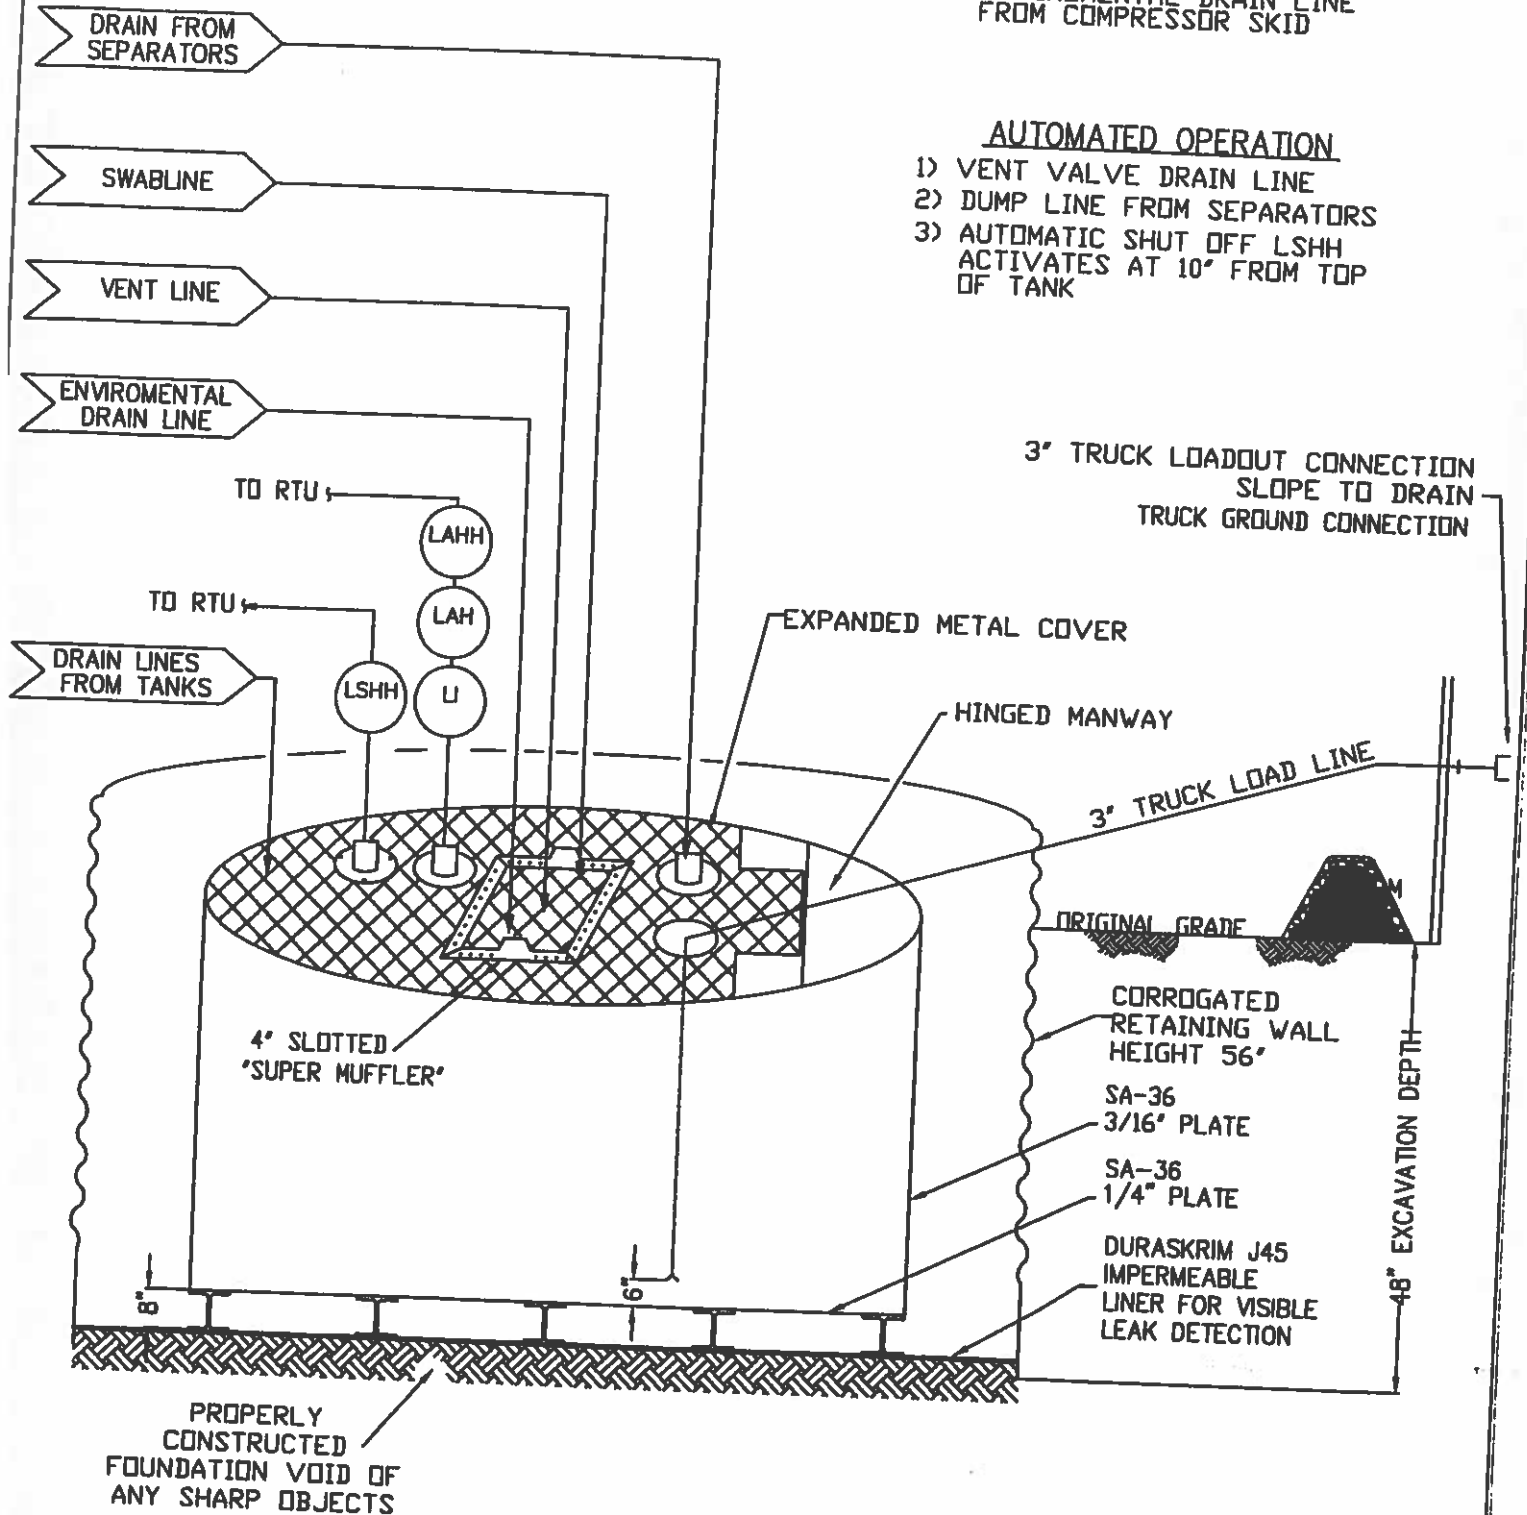 DRAIN LINE
FROM COMPRESSOR SKID
DRAIN FROM
SEPARATORS
AUTOMATED OPERATION
1) VENT VALVE DRAIN LINE
2) DUMP LINE FROM SEPARATORS
3) AUTOMATIC SHUT OFF LSHH
ACTIVATES AT 10" FROM TOP
OF TANK
SWABLINE
VENT LINE
ENVIROMENTAL
DRAIN LINE
3" TRUCK LOADOUT CONNECTION
SLOPE TO DRAIN
TRUCK GROUND CONNECTION
TO RTU
LAHH
TO RTU
LAH
EXPANDED METAL COVER
DRAIN LINES
FROM TANKS
LSHH
LI
HINGED MANWAY
3" TRUCK LOAD LINE
M
ORIGINAL GRADE
CORROGATED
RETAINING WALL
HEIGHT 56"
4" SLOTTED
"SUPER MUFFLER"
SA-36
3/16" PLATE
SA-36
1/4" PLATE
48" EXCAVATION DEPTH
DURASKRIM J45
IMPERMEABLE
LINER FOR VISIBLE
LEAK DETECTION
8"
6"
PROPERLY
CONSTRUCTED
FOUNDATION VOID OF
ANY SHARP OBJECTS